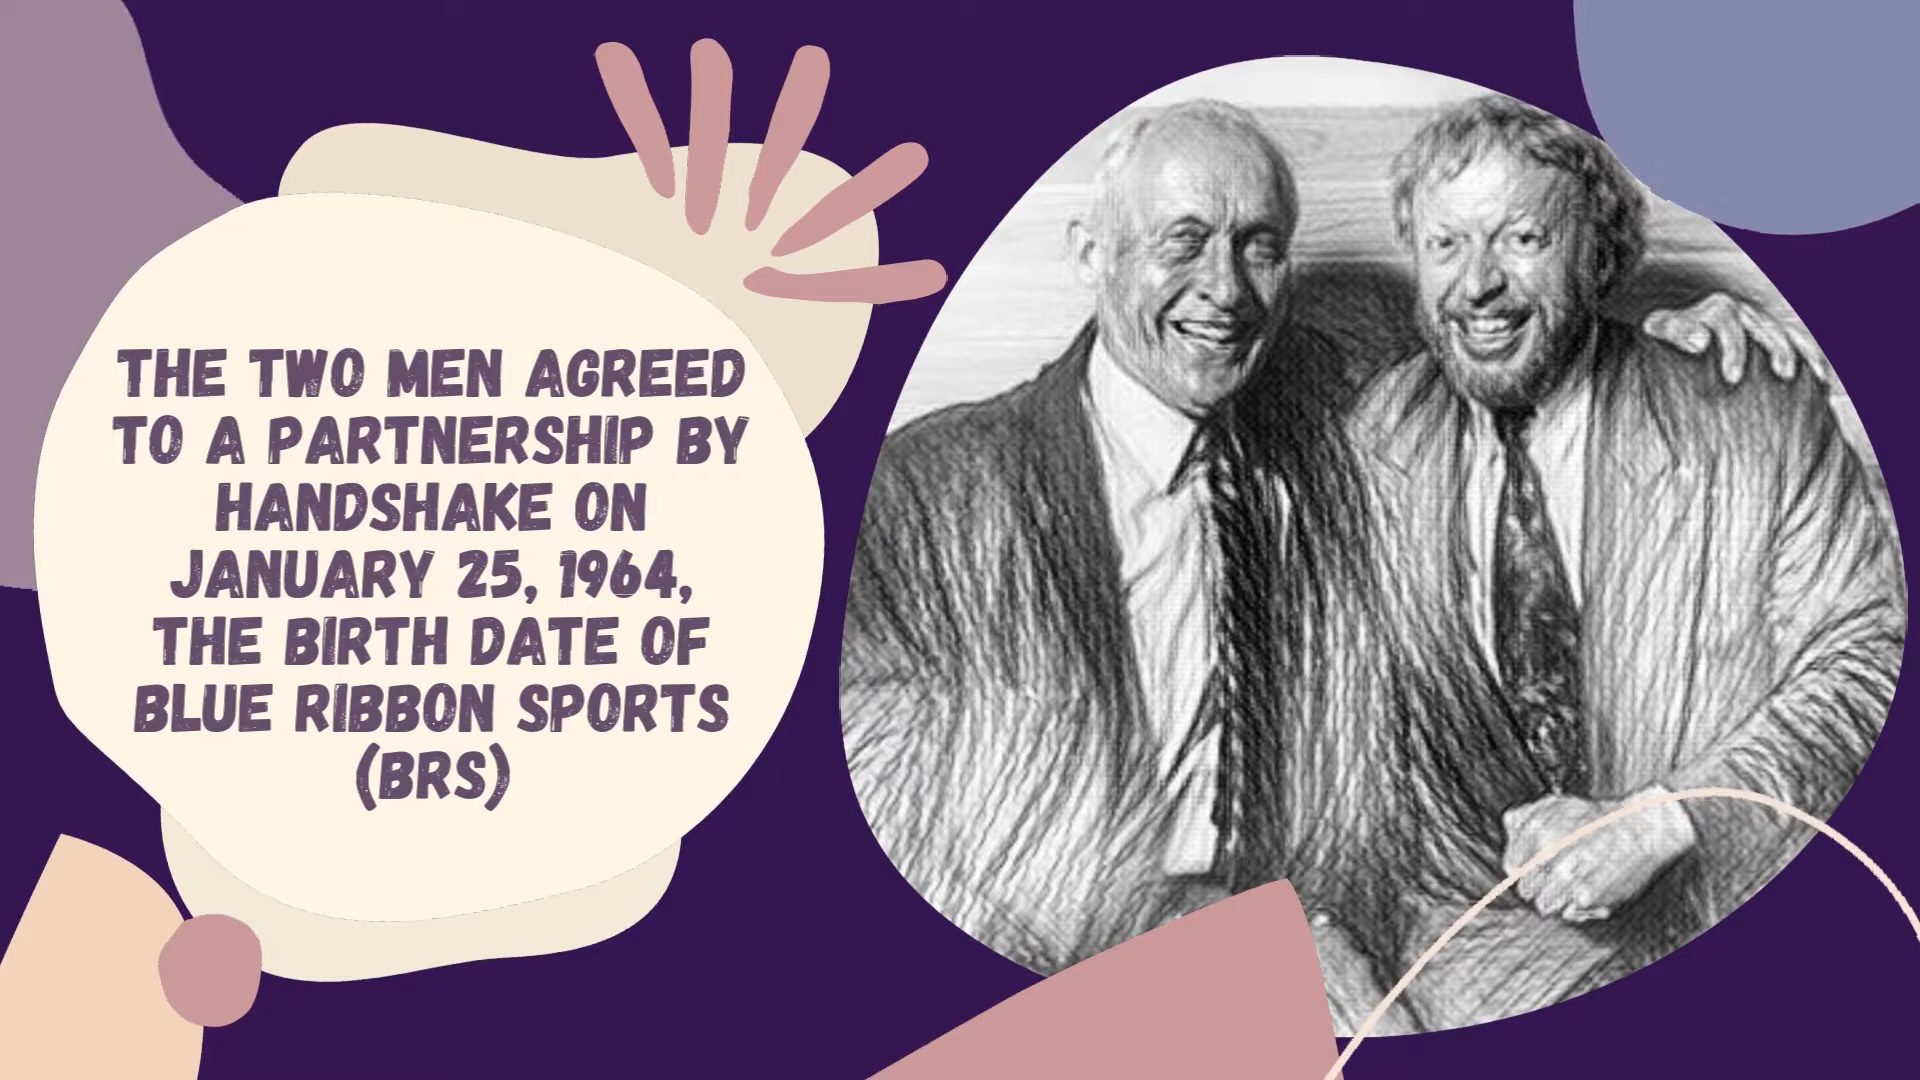 THE TWO MEN AGREED
TO A PARTNERSHIP BY
HANDSHAKE ON
JANUARY 25, 1964,
THE BIRTH DATE OF
BLUE RIBBON SPORTS
(BRS)